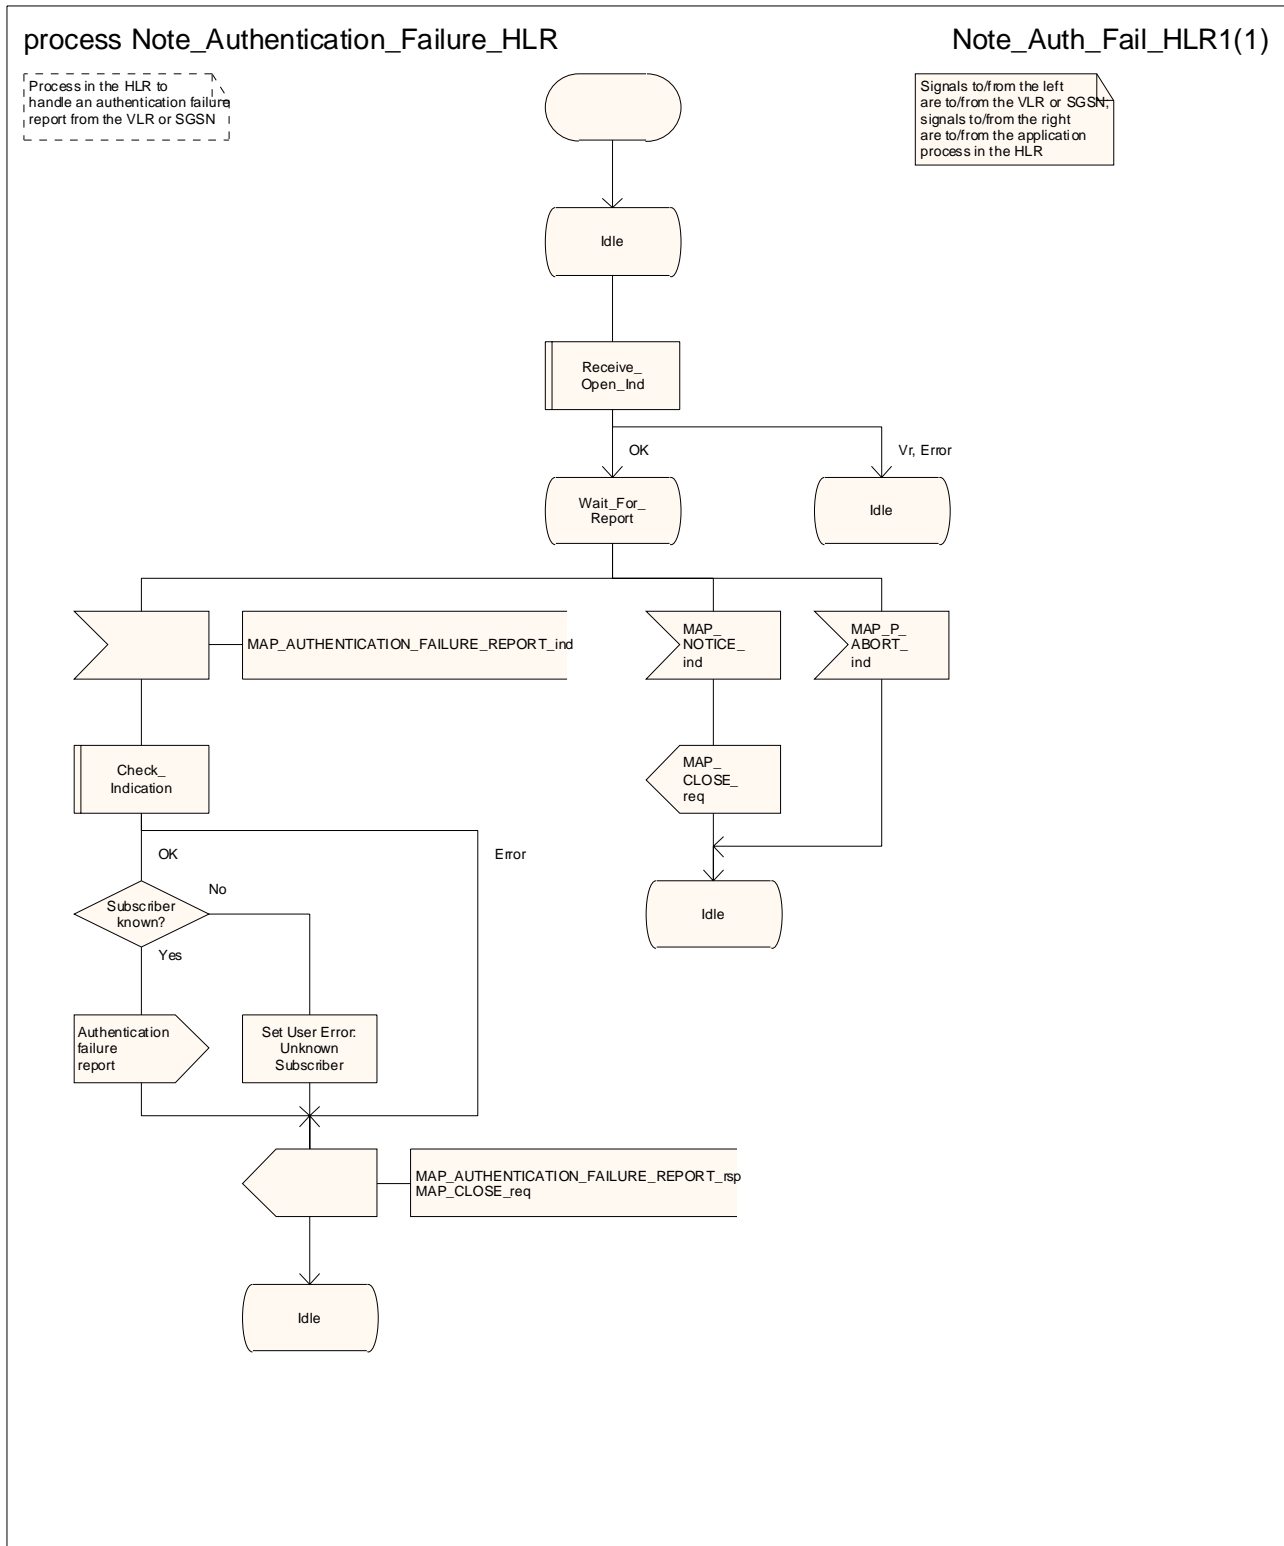 process Note_Authentication_Failure_HLR
Note_Auth_Fail_HLR1(1)
Process in the HLR to
handle an authentication failure
report from the VLR or SGSN
Signals to/from the left
are to/from the VLR or SGSN;
signals to/from the right
are to/from the application
process in the HLR
Idle
Receive_
Open_Ind
OK
Vr, Error
Wait_For_
Report
Idle
MAP_AUTHENTICATION_FAILURE_REPORT_ind
MAP_
NOTICE_
ind
MAP_P_
ABORT_
ind
Check_
Indication
MAP_
CLOSE_
req
OK
Error
Subscriber
known?
No
Yes
Idle
Authentication
failure
report
Set User Error:
Unknown
Subscriber
MAP_AUTHENTICATION_FAILURE_REPORT_rsp
MAP_CLOSE_req
Idle